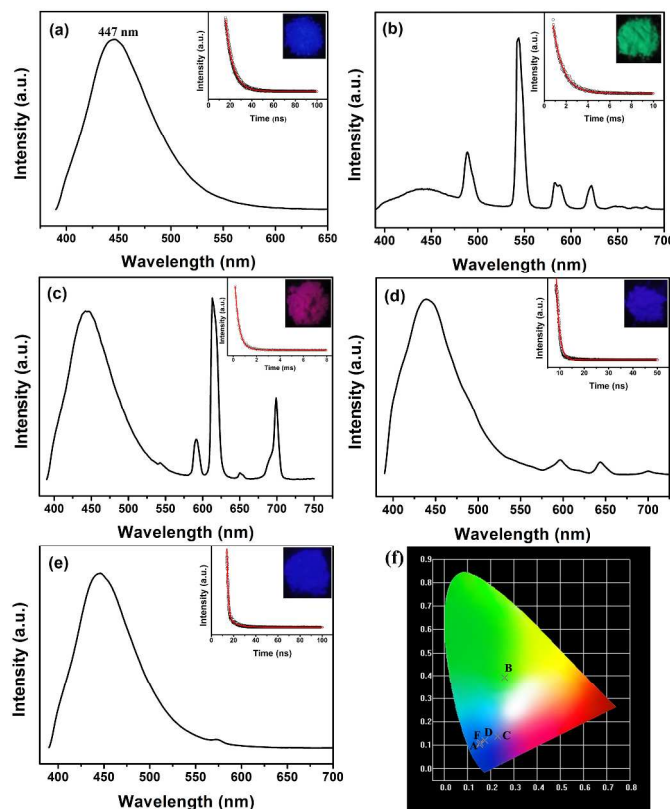 (a)
447 nm
Intensity (a.u.)
0 20 40 60 80 100
Time (ns)
Intensity (a.u.)
400 450 500 550 600 650
Wavelength (nm)
(b)
Intensity (a.u.)
0 2 4 6 8 10
Time (ms)
Intensity (a.u.)
400 450 500 550 600 650 700
Wavelength (nm)
(c)
Intensity (a.u.)
0 2 4 6 8
Time (ms)
Intensity (a.u.)
400 450 500 550 600 650 700 750
Wavelength (nm)
(d)
Intensity (a.u.)
10 20 30 40 50
Time (ns)
Intensity (a.u.)
400 450 500 550 600 650 700
Wavelength (nm)
(e)
Intensity (a.u.)
20 40 60 80 100
Time (ns)
Intensity (a.u.)
400 450 500 550 600 650 700
Wavelength (nm)
(f)
0.9
0.8
0.7
0.6
0.5
0.4
0.3
0.2
0.1
0.0
B
D
C
A
0.0 0.1 0.2 0.3 0.4 0.5 0.6 0.7 0.8